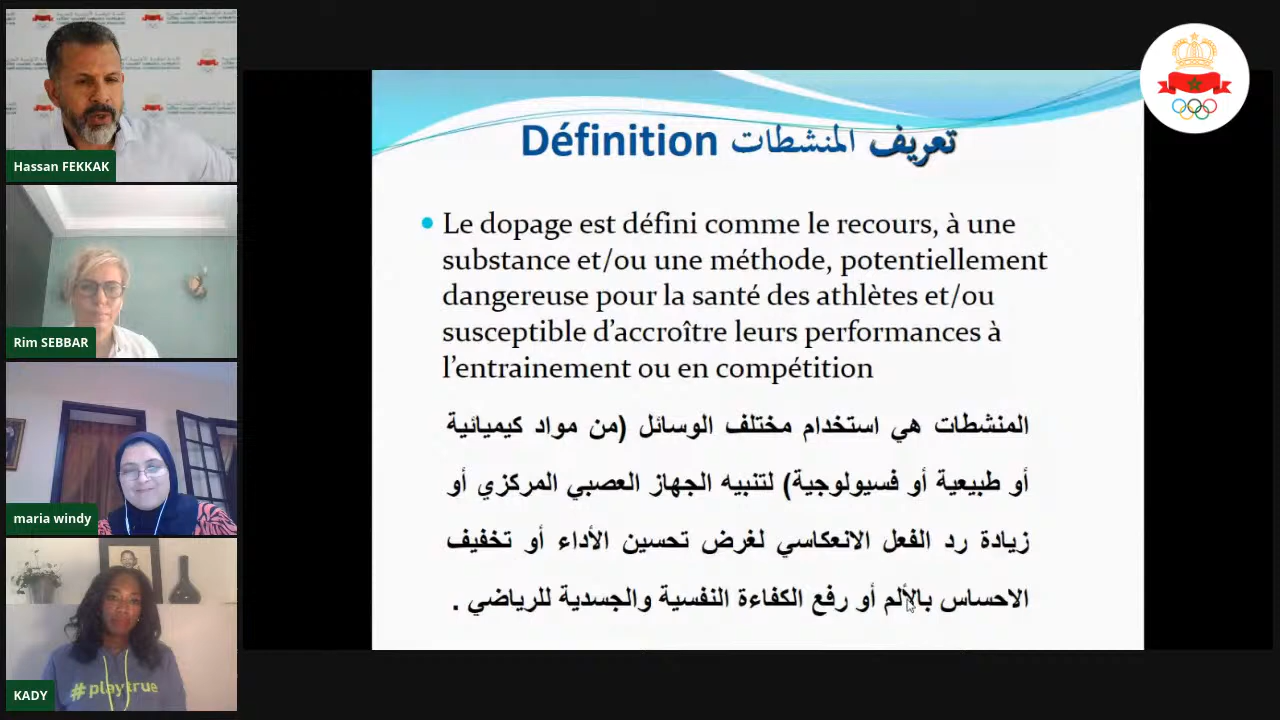 Hassan FEKKAK
Rim SEBBAR
maria windy
#playtrue
KADY
Définition تعريف المنشطات
Le dopage est défini comme le recours, à une
substance et/ou une méthode, potentiellement
dangereuse pour la santé des athlètes et/ou
susceptible d’accroître leurs performances à
l’entrainement ou en compétition
المنشطات هي استخدام مختلف الوسائل (من مواد كيميائية
أو طبيعية أو فسيولوجية) لتنبيه الجهاز العصبي المركزي أو
زيادة رد الفعل الانعكاسي لغرض تحسين الأداء أو تخفيف
الاحساس بالألم أو رفع الكفاءة النفسية والجسدية للرياضي .